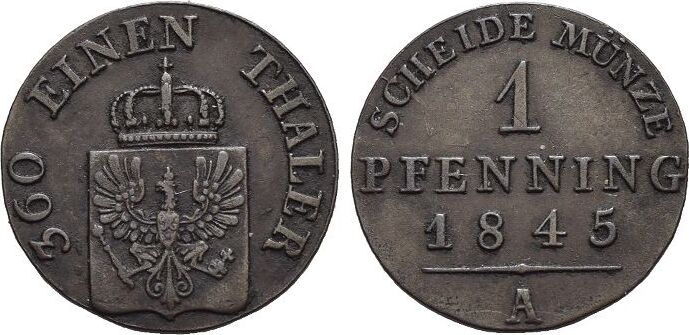 360 EINEN THALER
SCHEIDE MÜNZE
1
PFENNING
1845
A